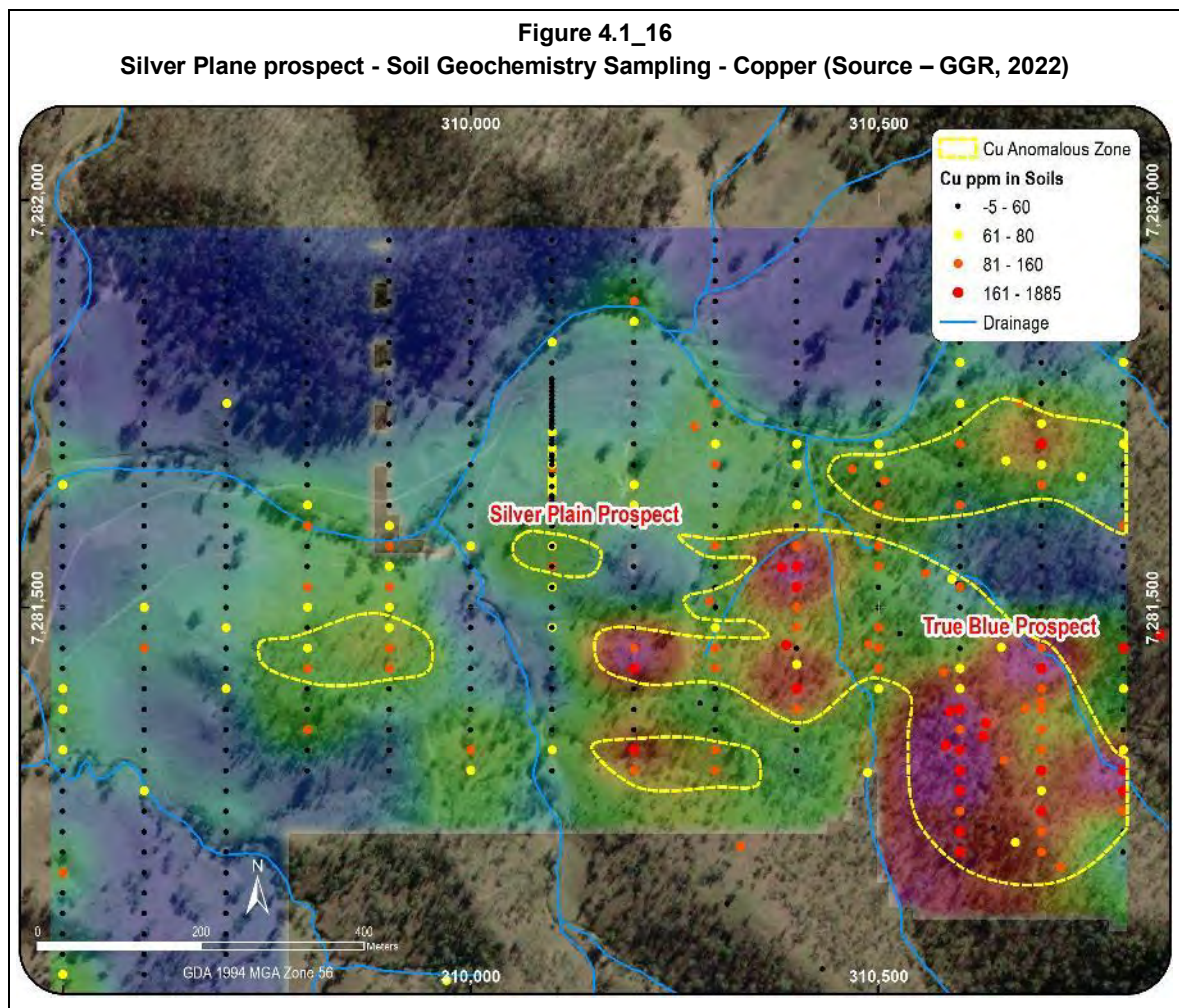 Figure 4.1_16
Silver Plane prospect - Soil Geochemistry Sampling - Copper (Source – GGR, 2022)
310,000
310,500
7,282,000
7,282,000
Cu Anomalous Zone
Cu ppm in Soils
-5 - 60
61 - 80
81 - 160
161 - 1885
Drainage
Silver Plain Prospect
7,281,500
7,281,500
True Blue Prospect
N
0
200
400
Meters
GDA 1994 MGA Zone 56
310,000
310,500